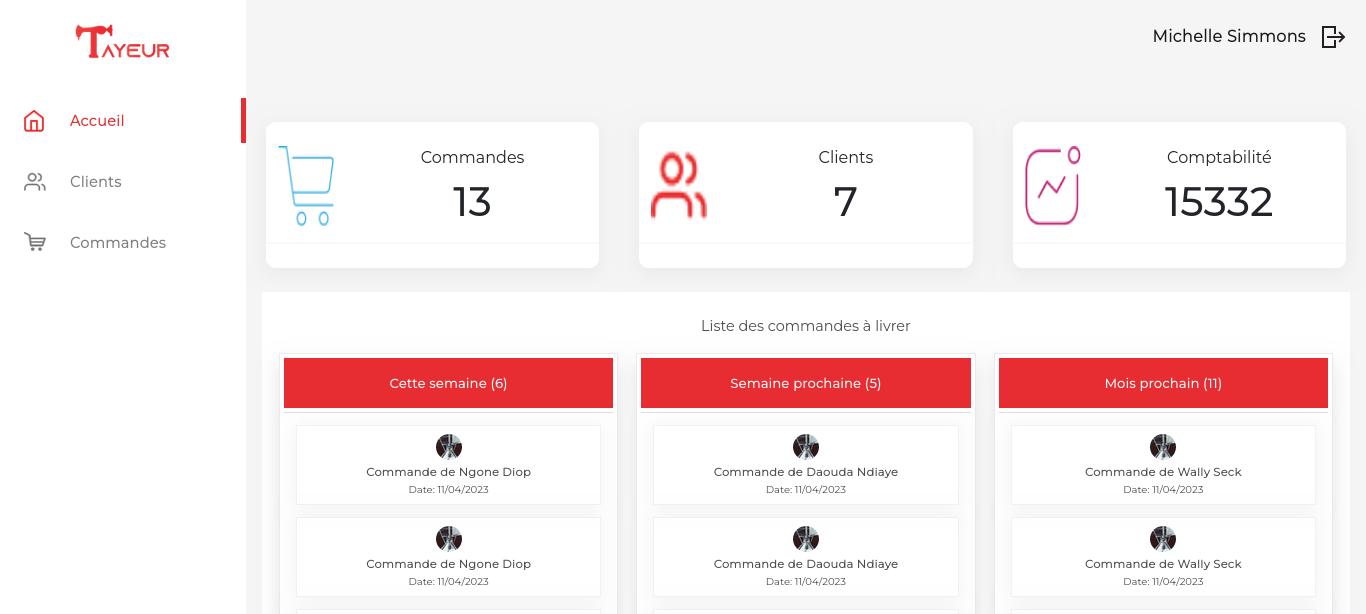 TAYEUR
Michelle Simmons
Accueil
Clients
Commandes
Commandes
13
Clients
7
Comptabilité
15332
Liste des commandes à livrer
Cette semaine (6)
Commande de Ngone Diop
Date: 11/04/2023
Commande de Ngone Diop
Date: 11/04/2023
Semaine prochaine (5)
Commande de Daouda Ndiaye
Date: 11/04/2023
Commande de Daouda Ndiaye
Date: 11/04/2023
Mois prochain (11)
Commande de Wally Seck
Date: 11/04/2023
Commande de Wally Seck
Date: 11/04/2023